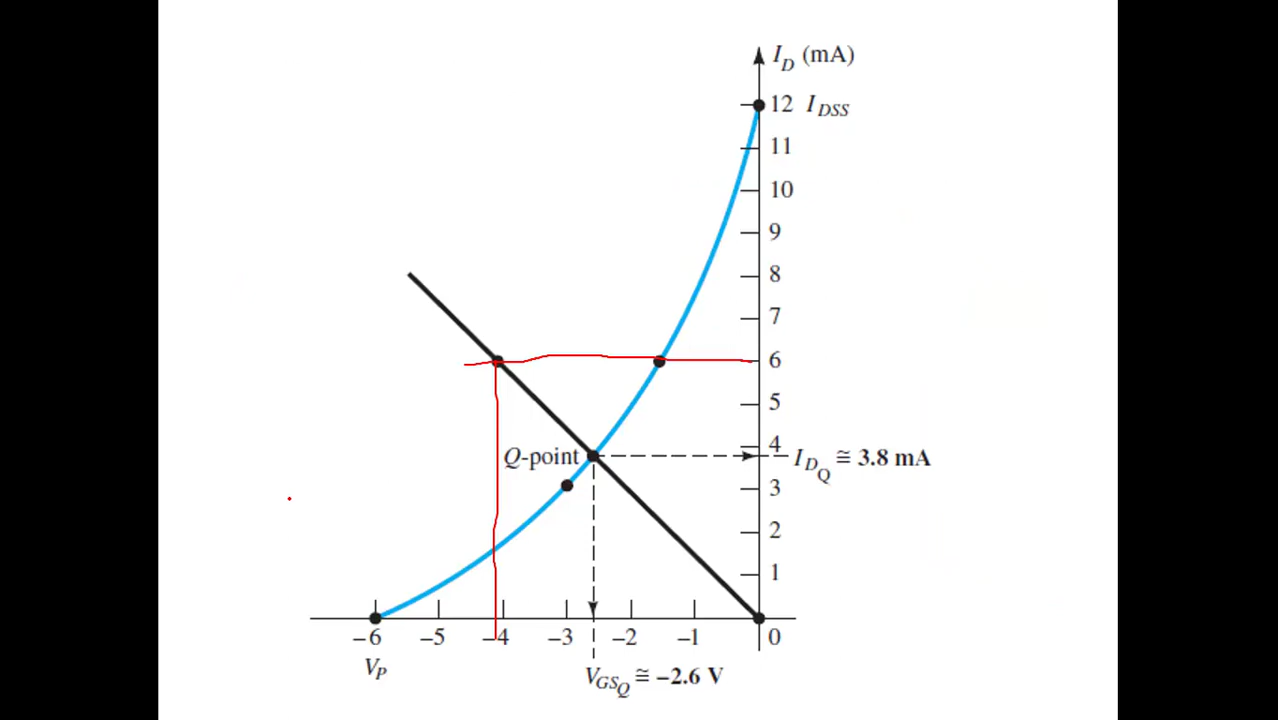 I_D (mA)
12 I_DSS
11
10
9
8
7
6
5
4
Q-point
I_DQ ≅ 3.8 mA
3
2
1
−6 −5 −4 −3 −2 −1 0
V_P
V_GSQ ≅ −2.6 V